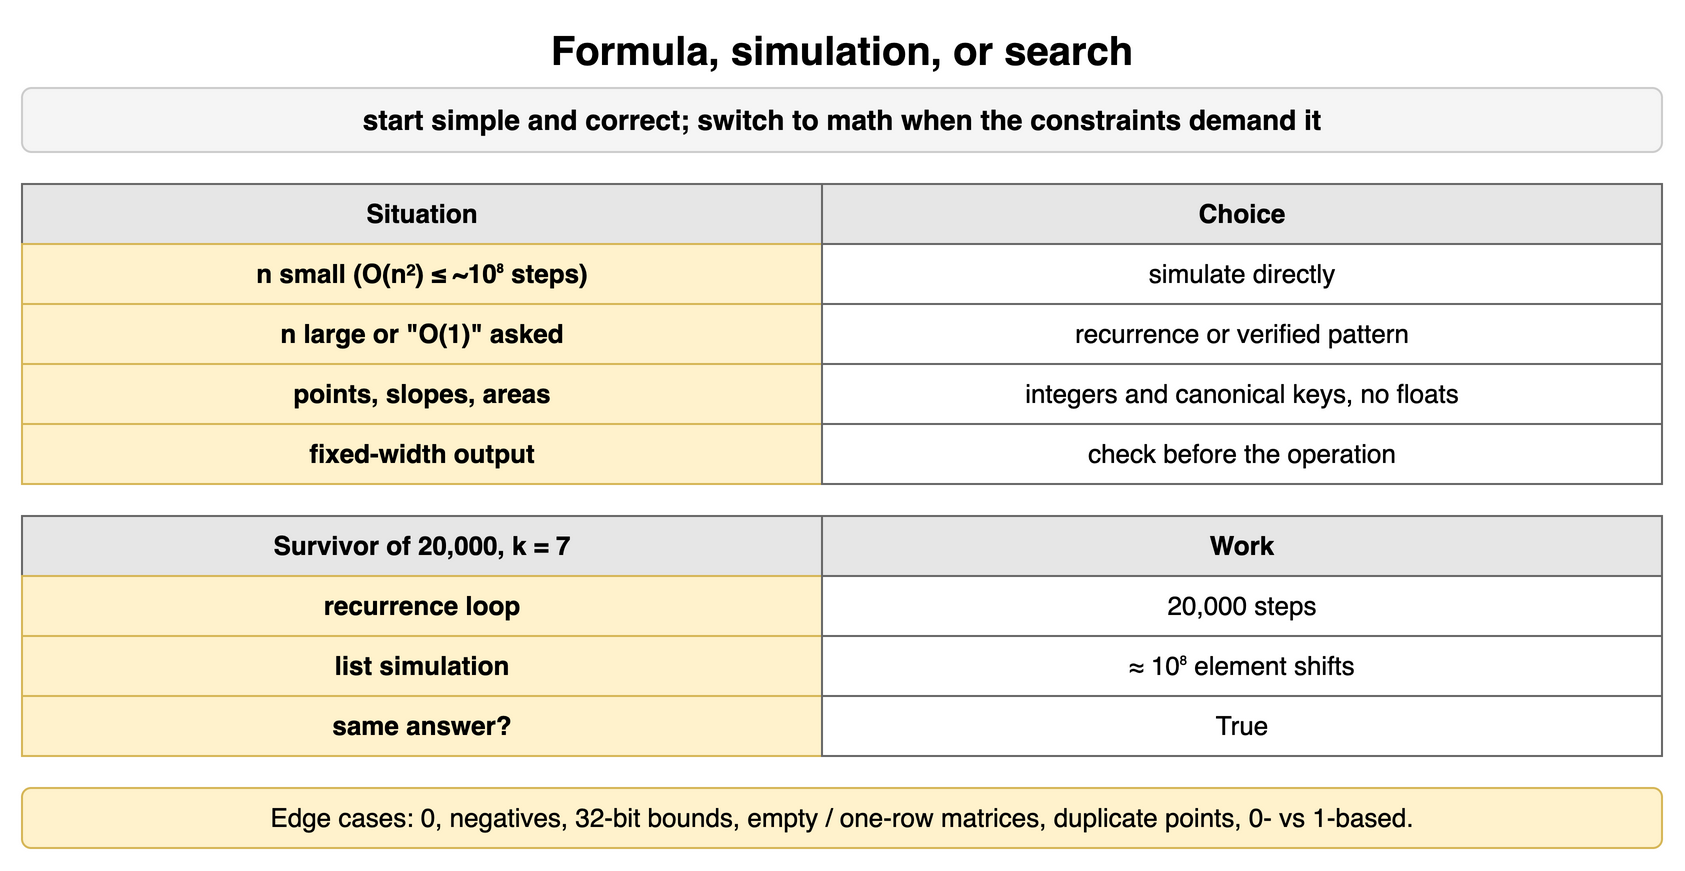 Formula, simulation, or search
start simple and correct; switch to math when the constraints demand it
Situation Choice
n small (O(n²) ≤ ~10⁸ steps) simulate directly
n large or "O(1)" asked recurrence or verified pattern
points, slopes, areas integers and canonical keys, no floats
fixed-width output check before the operation
Survivor of 20,000, k = 7 Work
recurrence loop 20,000 steps
list simulation ≈ 10⁸ element shifts
same answer? True
Edge cases: 0, negatives, 32-bit bounds, empty / one-row matrices, duplicate points, 0- vs 1-based.